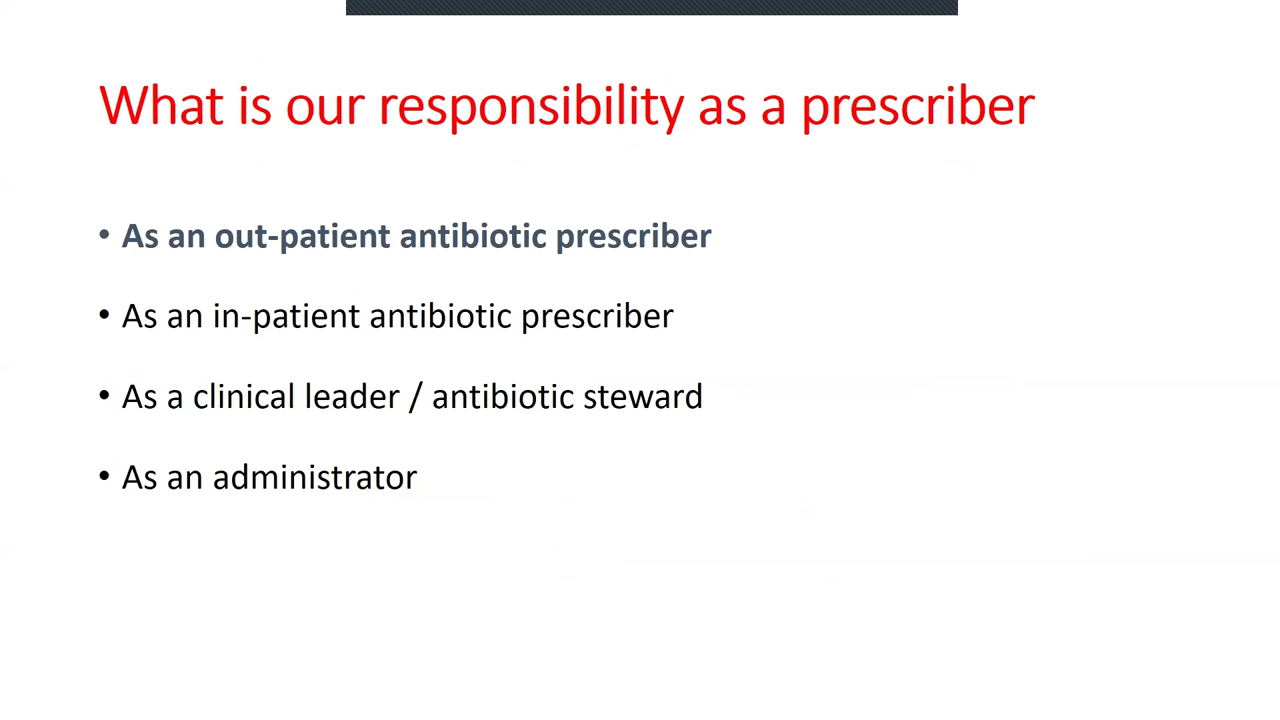 What is our responsibility as a prescriber
• As an out-patient antibiotic prescriber
• As an in-patient antibiotic prescriber
• As a clinical leader / antibiotic steward
• As an administrator